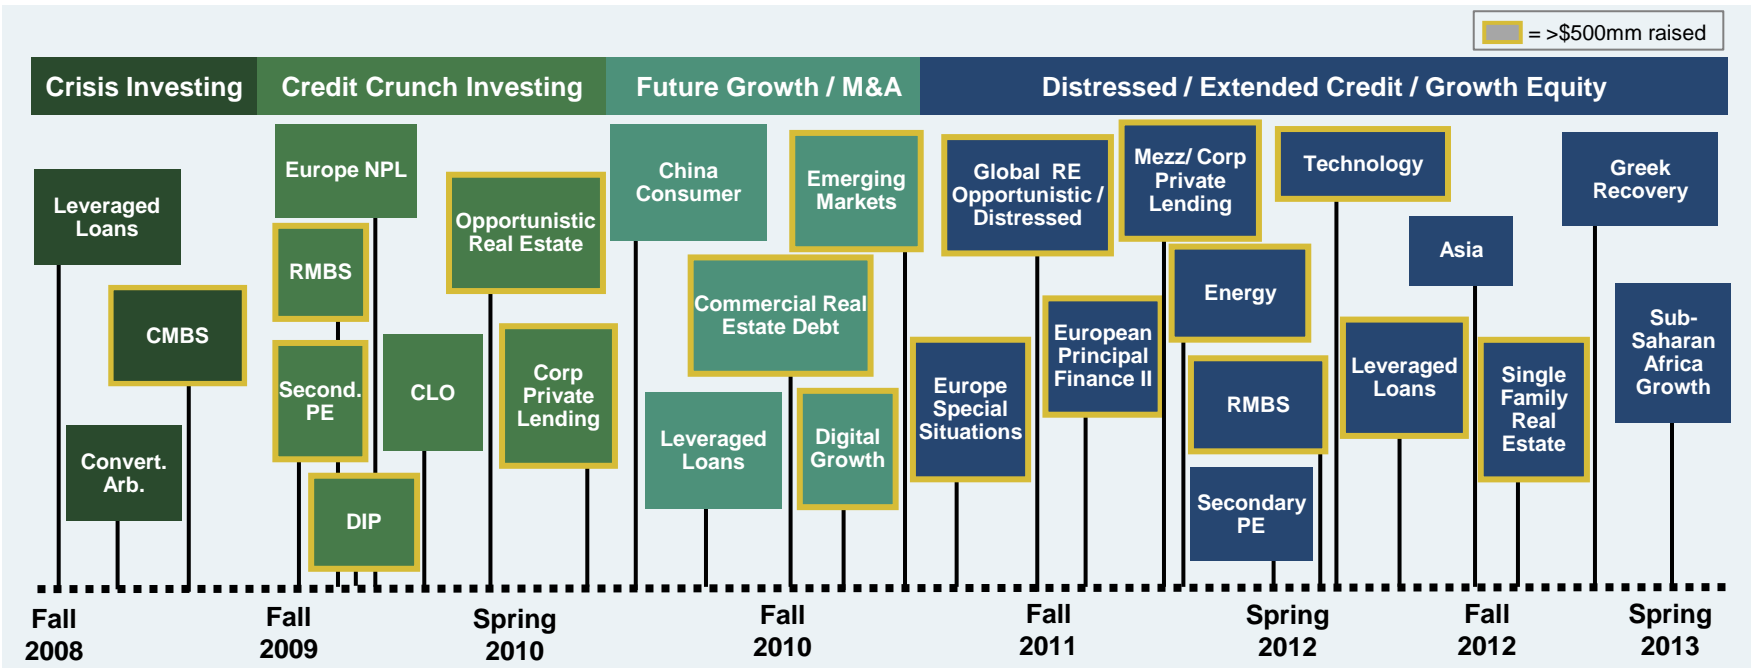 = >$500mm raised
Crisis Investing
Credit Crunch Investing
Future Growth / M&A
Distressed / Extended Credit / Growth Equity
Leveraged
Loans
CMBS
Convert.
Arb.
Europe NPL
RMBS
Second.
PE
DIP
CLO
Opportunistic
Real Estate
Corp
Private
Lending
China
Consumer
Emerging
Markets
Commercial Real
Estate Debt
Leveraged
Loans
Digital
Growth
Europe
Special
Situations
Global RE
Opportunistic /
Distressed
European
Principal
Finance II
Mezz/ Corp
Private
Lending
Energy
RMBS
Secondary
PE
Technology
Leveraged
Loans
Asia
Single
Family
Real
Estate
Greek
Recovery
Sub-
Saharan
Africa
Growth
Fall
2008
Fall
2009
Spring
2010
Fall
2010
Fall
2011
Spring
2012
Fall
2012
Spring
2013